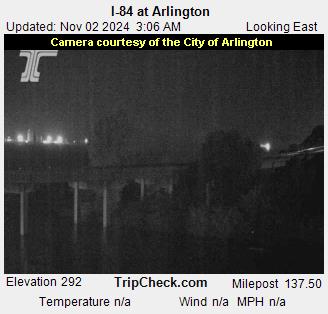 I-84 at Arlington
Updated: Nov 02 2024 3:06 AM Looking East
Camera courtesy of the City of Arlington
Elevation 292 TripCheck.com Milepost 137.50
Temperature n/a Wind n/a MPH n/a